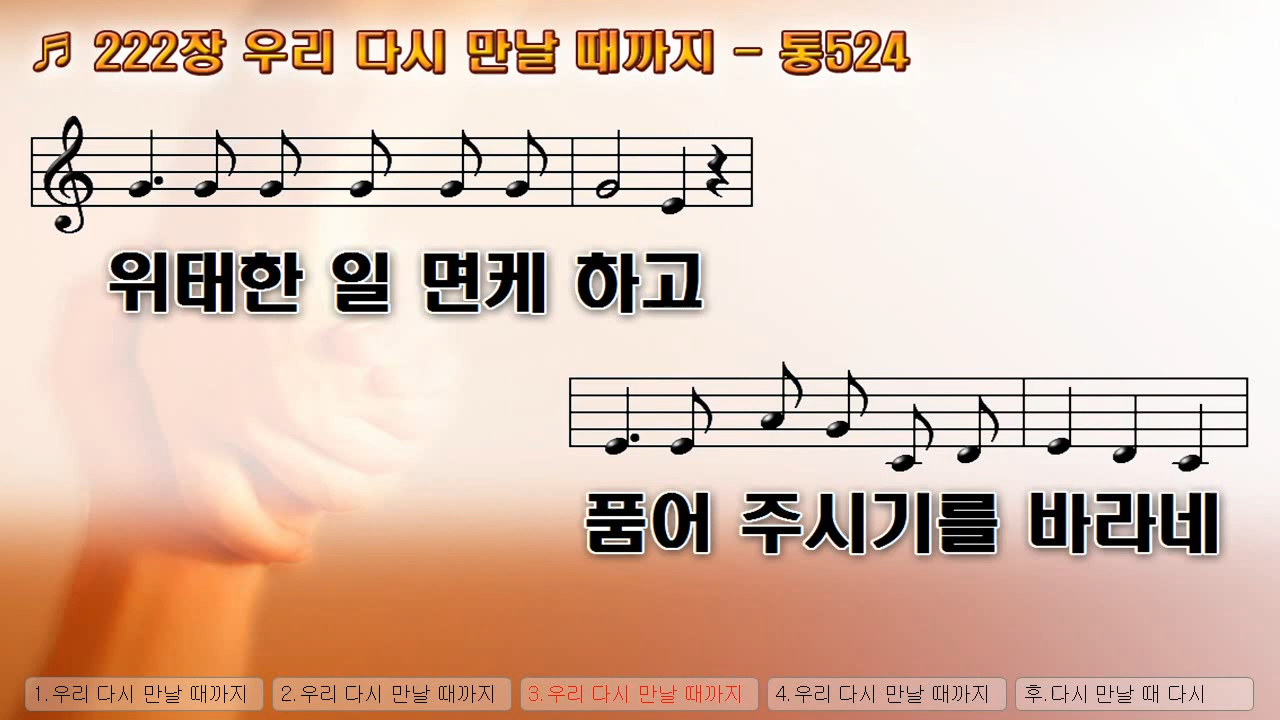 ♬ 222장 우리 다시 만날 때까지 - 통524
위태한 일 면케 하고
품어 주시기를 바라네
1.우리 다시 만날 때까지
2.우리 다시 만날 때까지
3.우리 다시 만날 때까지
4.우리 다시 만날 때까지
후.다시 만날 때 다시